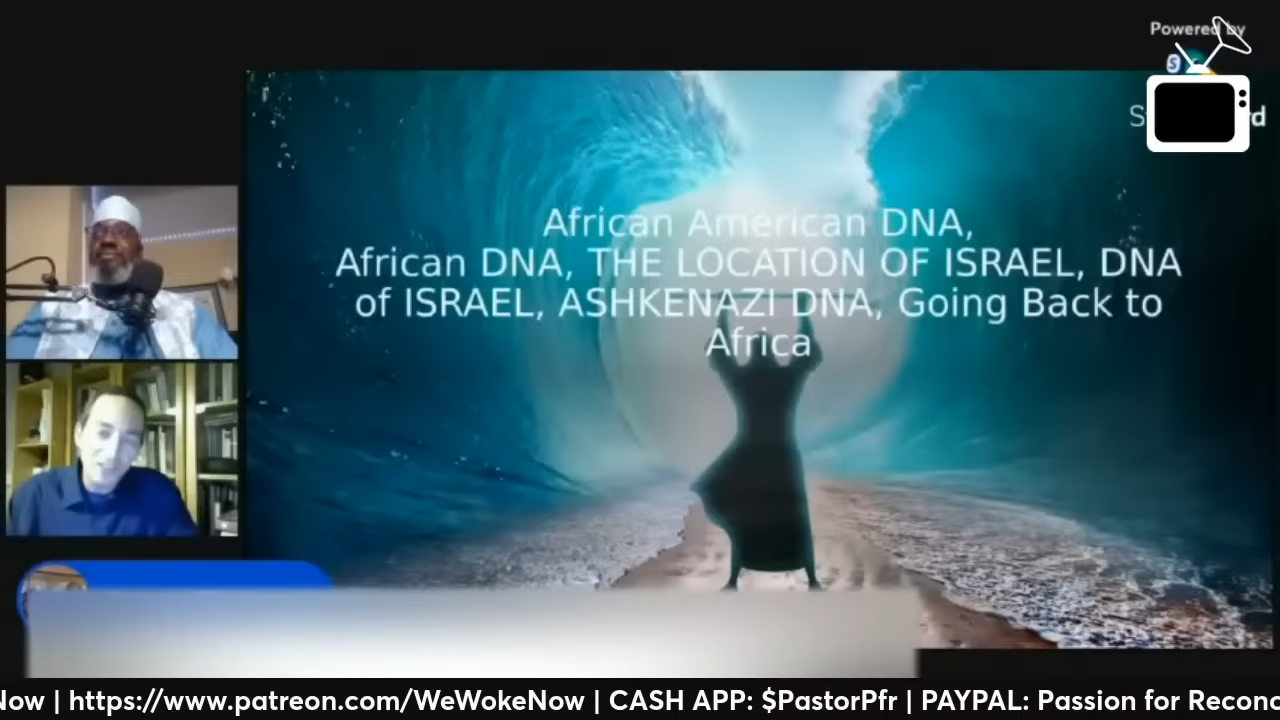 Powered by
African American DNA,
African DNA, THE LOCATION OF ISRAEL, DNA
of ISRAEL, ASHKENAZI DNA, Going Back to
Africa
Now | https://www.patreon.com/WeWokeNow | CASH APP: $PastorPfr | PAYPAL: Passion for Recond